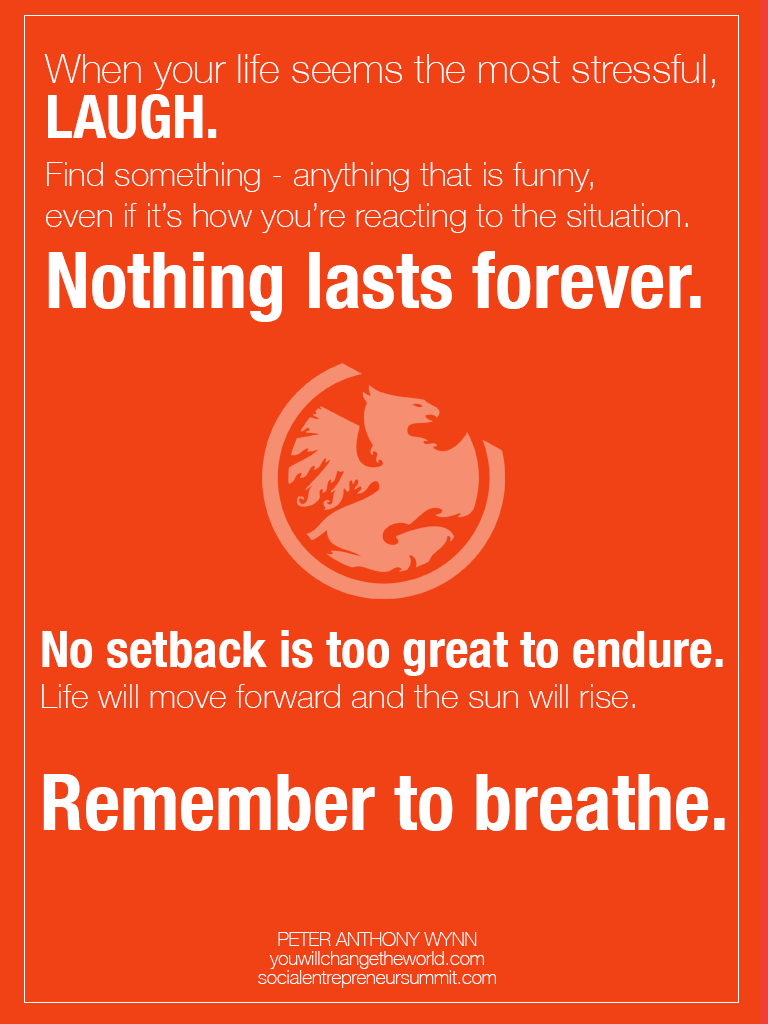 When your life seems the most stressful,
LAUGH.
Find something - anything that is funny,
even if it's how you're reacting to the situation.
Nothing lasts forever.
No setback is too great to endure.
Life will move forward and the sun will rise.
Remember to breathe.
PETER ANTHONY WYNN
youwillchangetheworld.com
socialentrepreneursummit.com